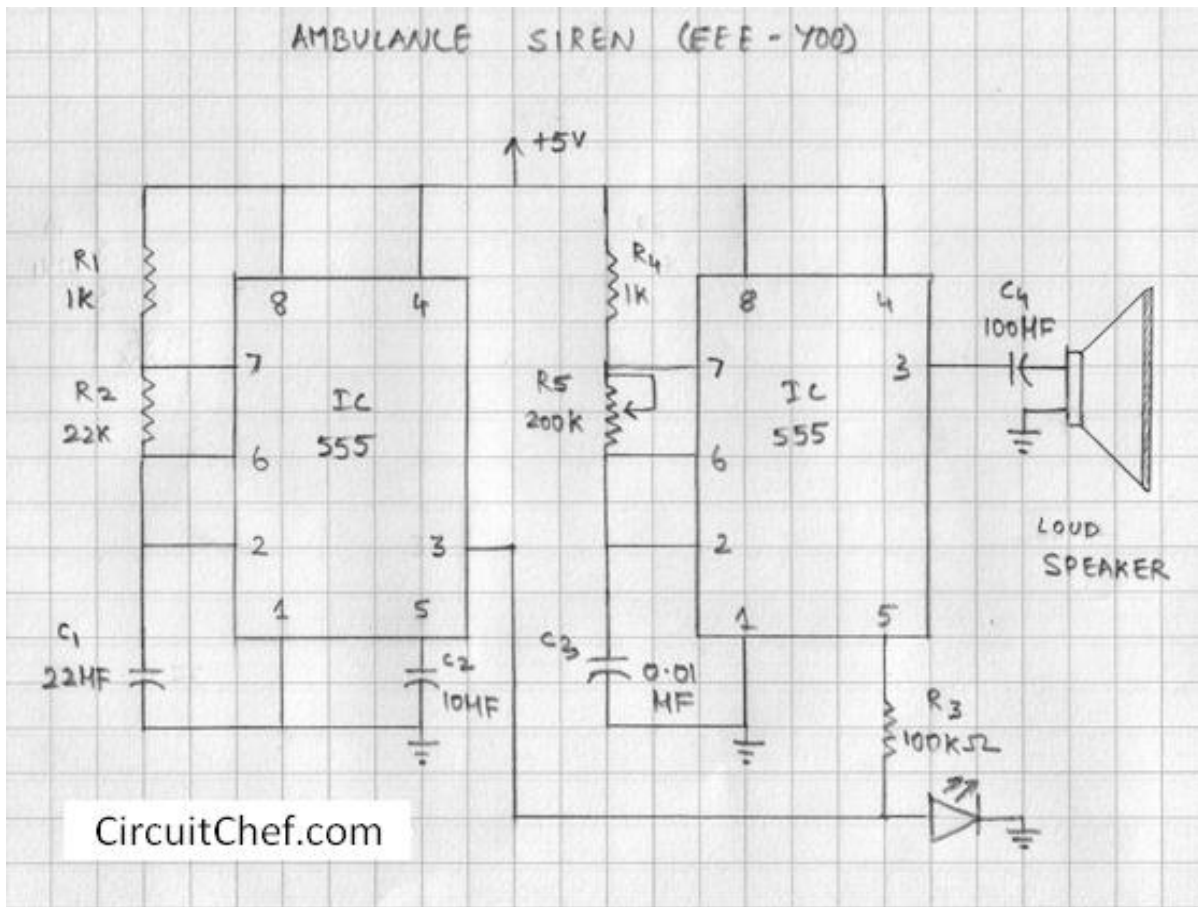 AMBULANCE SIREN (EEE-YOO)
+5V
R1
1K
R2
22K
C1
22MF
8
4
7
6
2
1
5
3
IC
555
C2
10MF
R4
1K
R5
200K
C3
0.01
MF
8
4
7
6
2
1
5
3
IC
555
C4
100MF
LOUD
SPEAKER
R3
100KΩ
CircuitChef.com